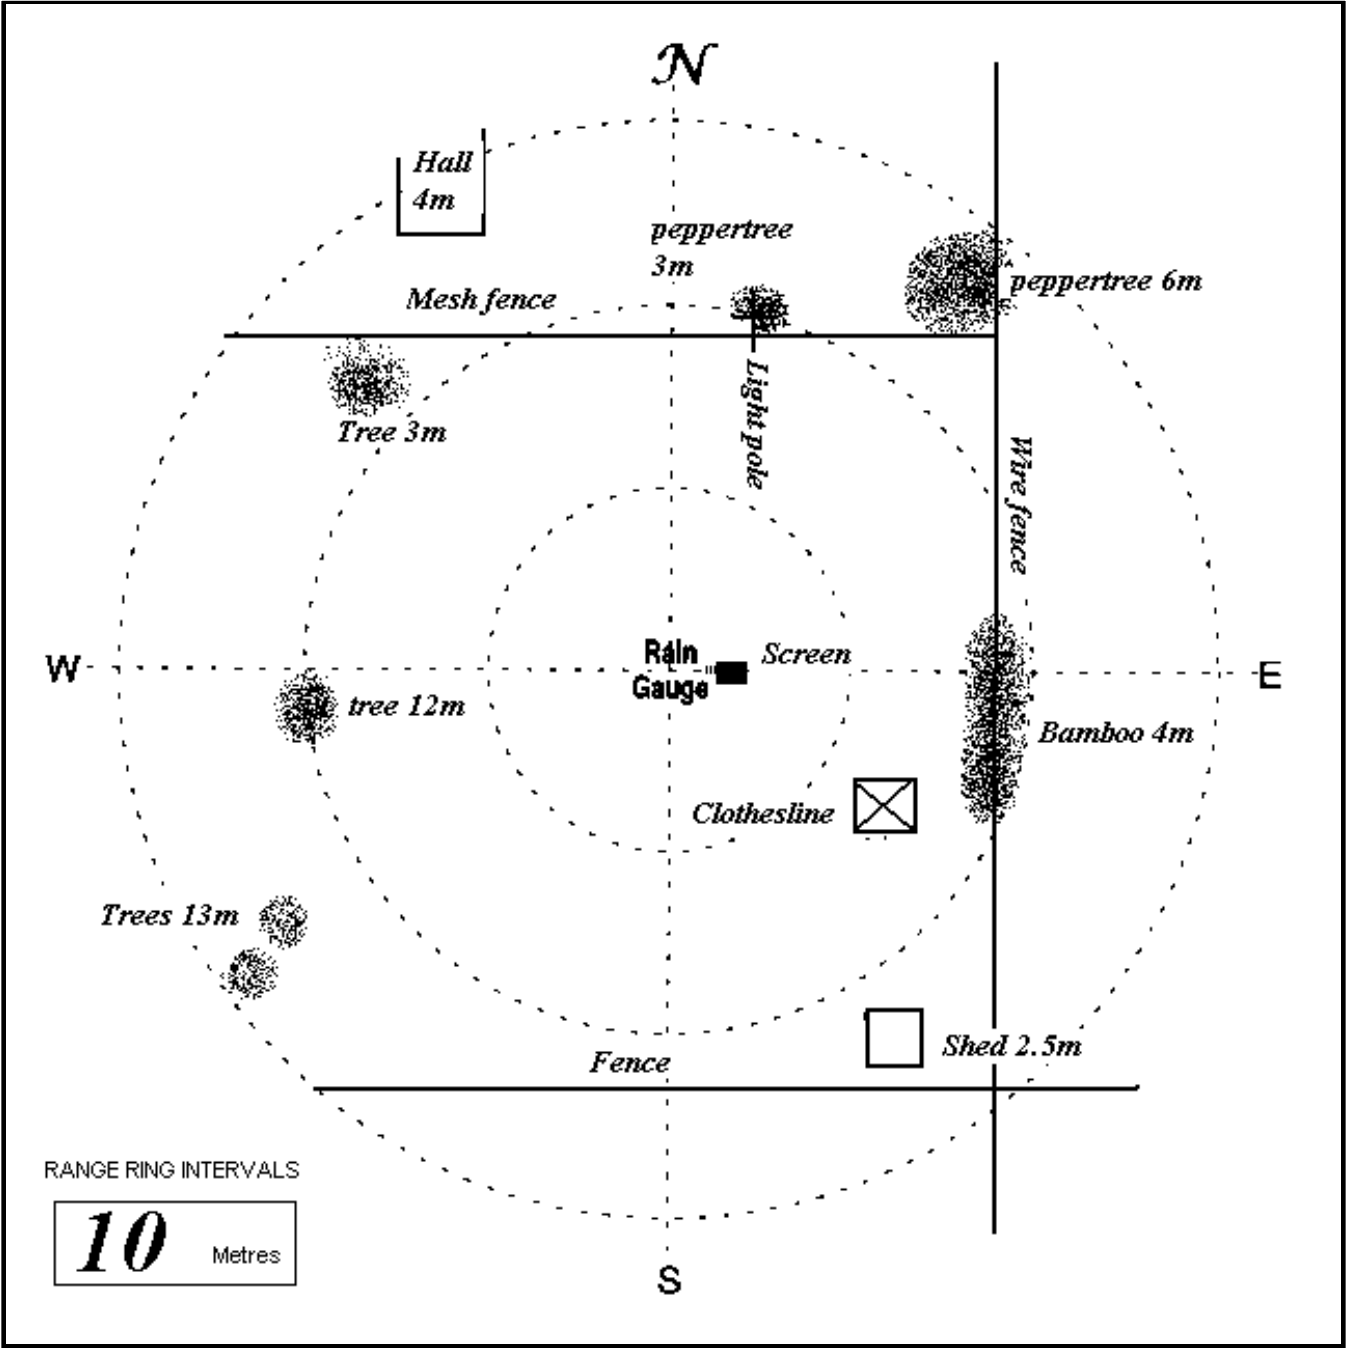 N
Hall
4m
peppertree
3m
peppertree 6m
Mesh fence
Tree 3m
Light pole
Wire fence
W
Rain
Gauge
Screen
E
tree 12m
Bamboo 4m
Clothesline
Trees 13m
Shed 2.5m
Fence
RANGE RING INTERVALS
10 Metres
S